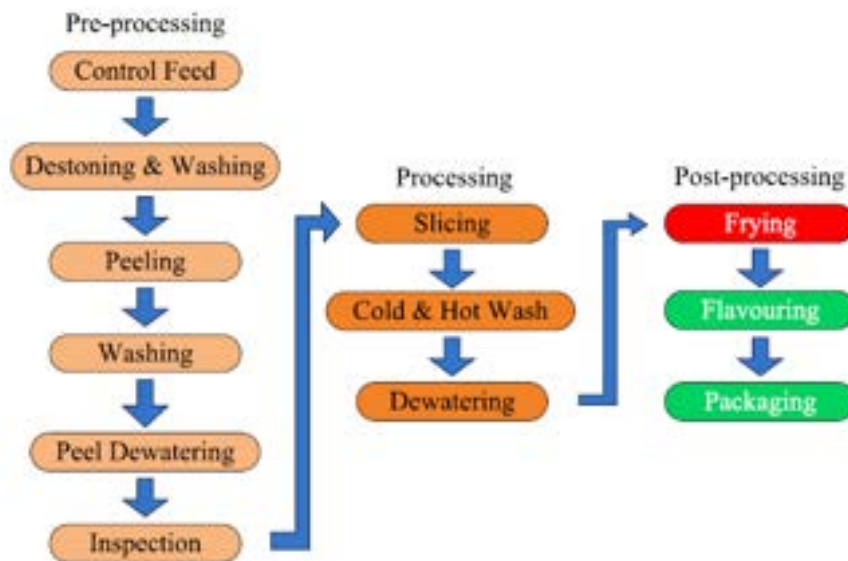 Pre-processing
Control Feed
Destoning & Washing
Peeling
Washing
Peel Dewatering
Inspection
Processing
Slicing
Cold & Hot Wash
Dewatering
Post-processing
Frying
Flavouring
Packaging